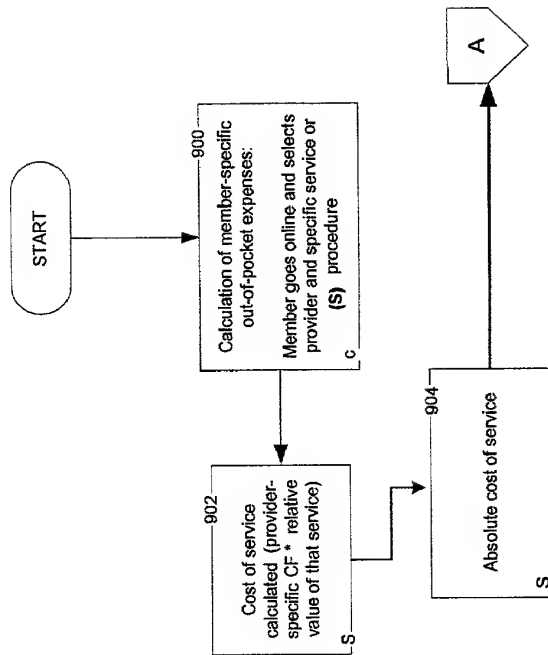 START
900
Calculation of member-specific
out-of-pocket expenses:
Member goes online and selects
provider and specific service or
(S) procedure
c
902
Cost of service
calculated (provider-
specific CF * relative
value of that service)
S
904
Absolute cost of service
S
A